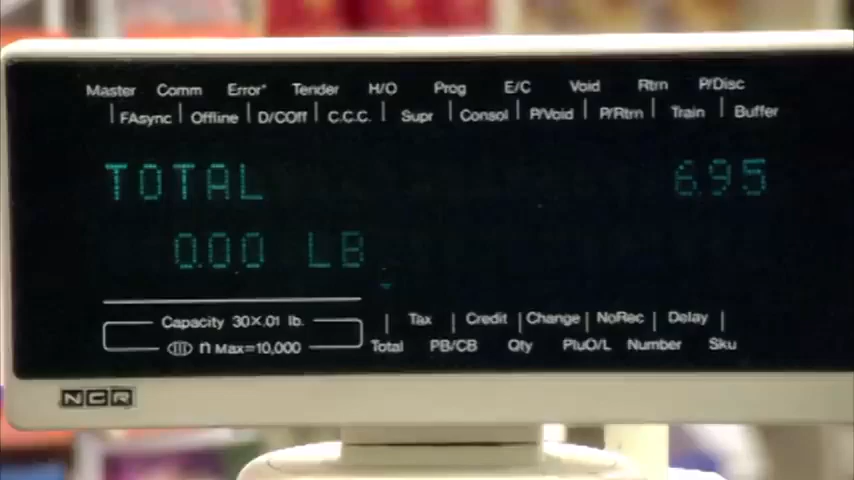 Master Comm Error* Tender H/O Prog E/C Void Rtrn P/Disc
FAsync Offline D/COff C.C.C. Supr Consol P/Void P/Rtrn Train Buffer
TOTAL 6.95
0.00 LB
Capacity 30X.01 lb.
III n Max=10,000
Tax Credit Change NoRec Delay
Total PB/CB Qty PluO/L Number Sku
NCR